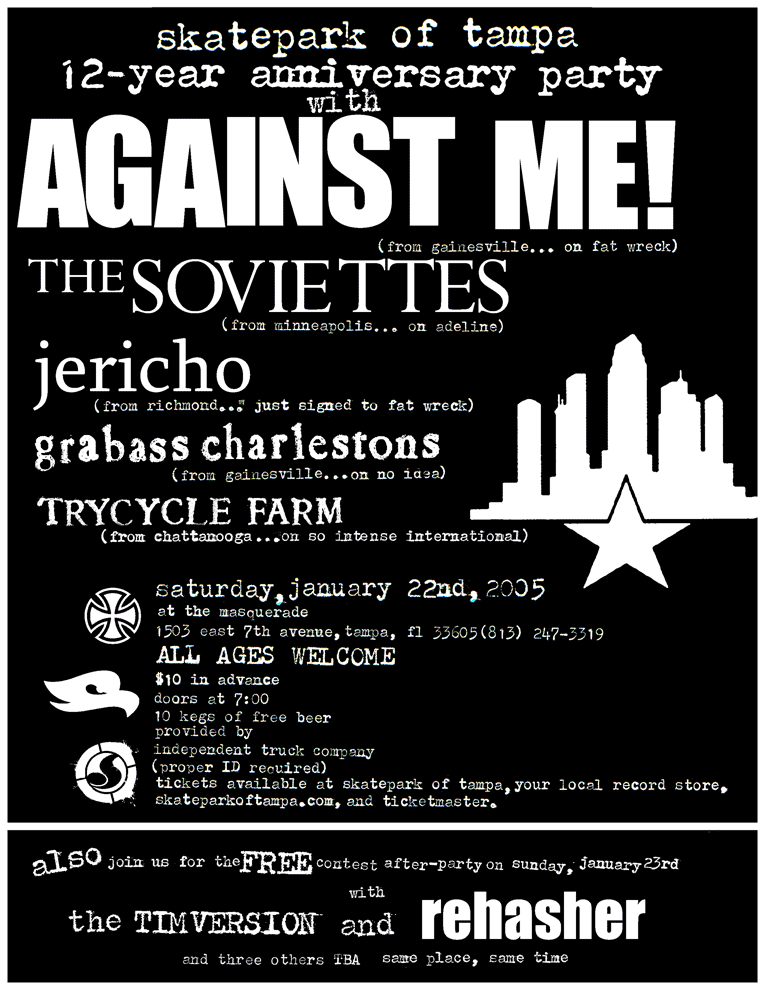 skatepark of tampa
12-year anniversary party
with
AGAINST ME!
(from gainesville... on fat wreck)
THE SOVIETTES
(from minneapolis... on adeline)
jericho
(from richmond..." just signed to fat wreck)
grabass charlestons
(from gainesville...on no idea)
TRYCYCLE FARM
(from chattanooga...on so intense international)
saturday, january 22nd, 2005
at the masquerade
1503 east 7th avenue, tampa, fl 33605(813) 247-3319
ALL AGES WELCOME
$10 in advance
doors at 7:00
10 kegs of free beer
provided by
independent truck company
(proper ID required)
tickets available at skatepark of tampa, your local record store,
skateparkoftampa.com, and ticketmaster.
also join us for the FREE contest after-party on sunday, january 23rd
with
the TIMVERSION and rehasher
and three others TBA same place, same time